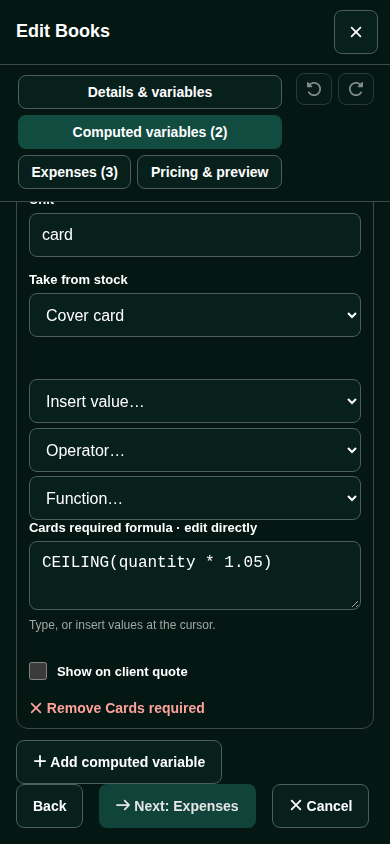 Edit Books
Details & variables
Computed variables (2)
Expenses (3)
Pricing & preview
card
Take from stock
Cover card
Insert value…
Operator…
Function…
Cards required formula · edit directly
CEILING(quantity * 1.05)
Type, or insert values at the cursor.
Show on client quote
Remove Cards required
Add computed variable
Back
Next: Expenses
Cancel